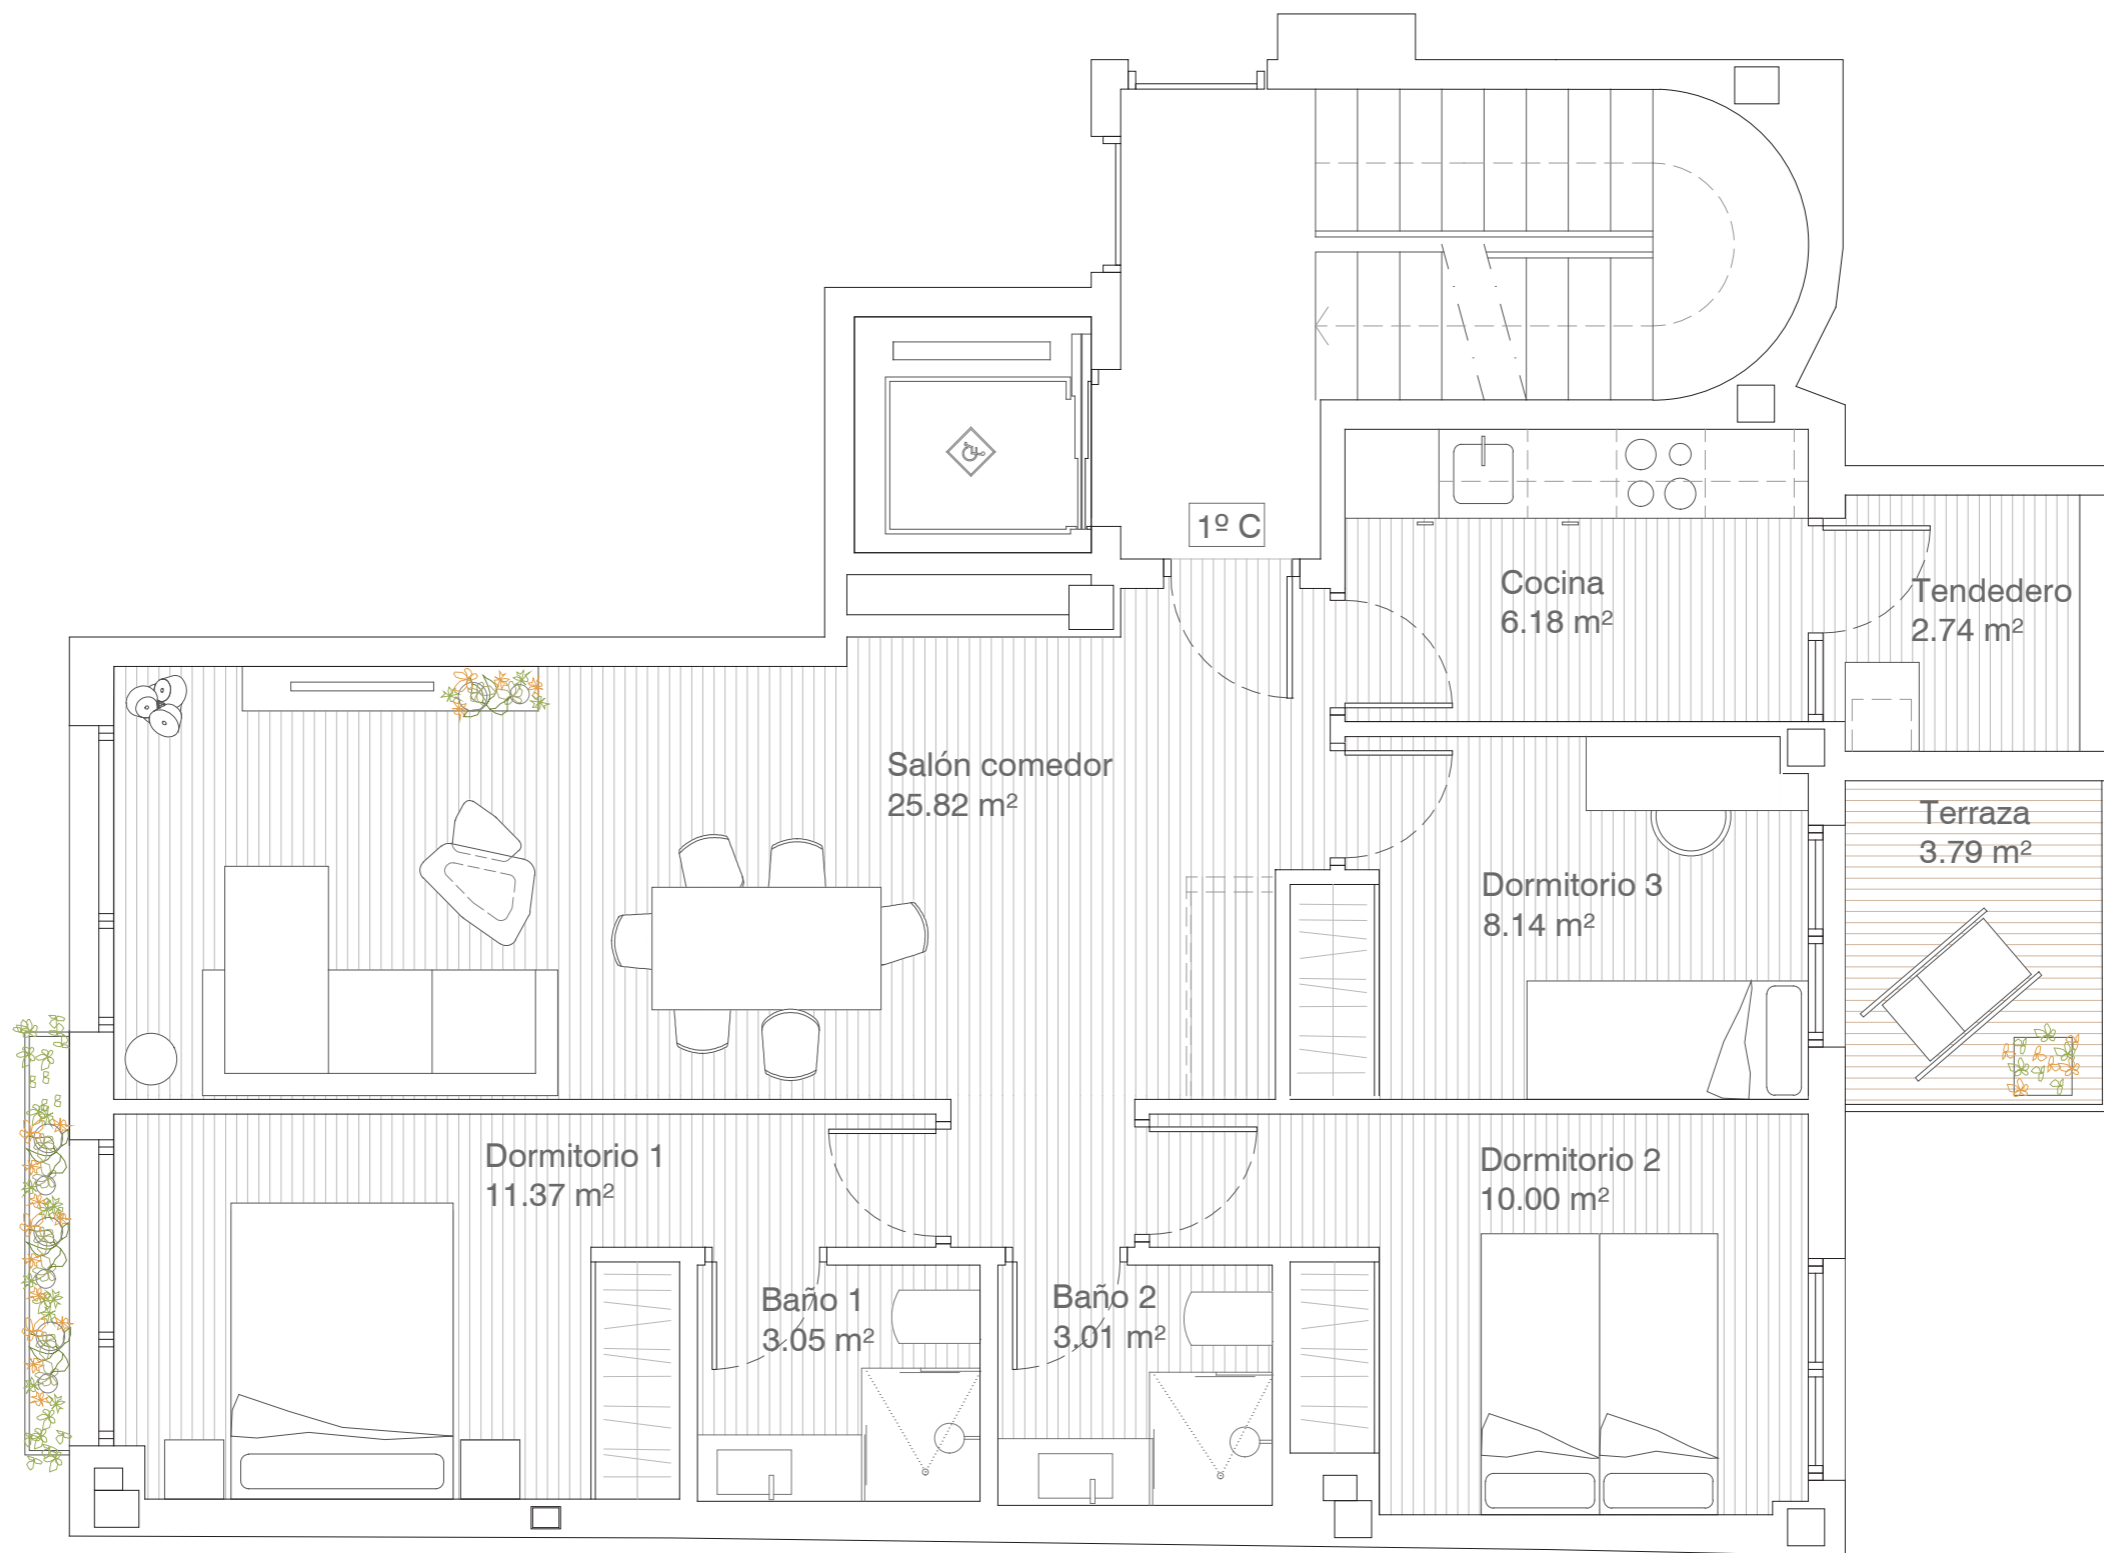 1º C
Cocina
6.18 m²
Tendedero
2.74 m²
Salón comedor
25.82 m²
Terraza
3.79 m²
Dormitorio 3
8.14 m²
Dormitorio 1
11.37 m²
Dormitorio 2
10.00 m²
Baño 1
3.05 m²
Baño 2
3.01 m²